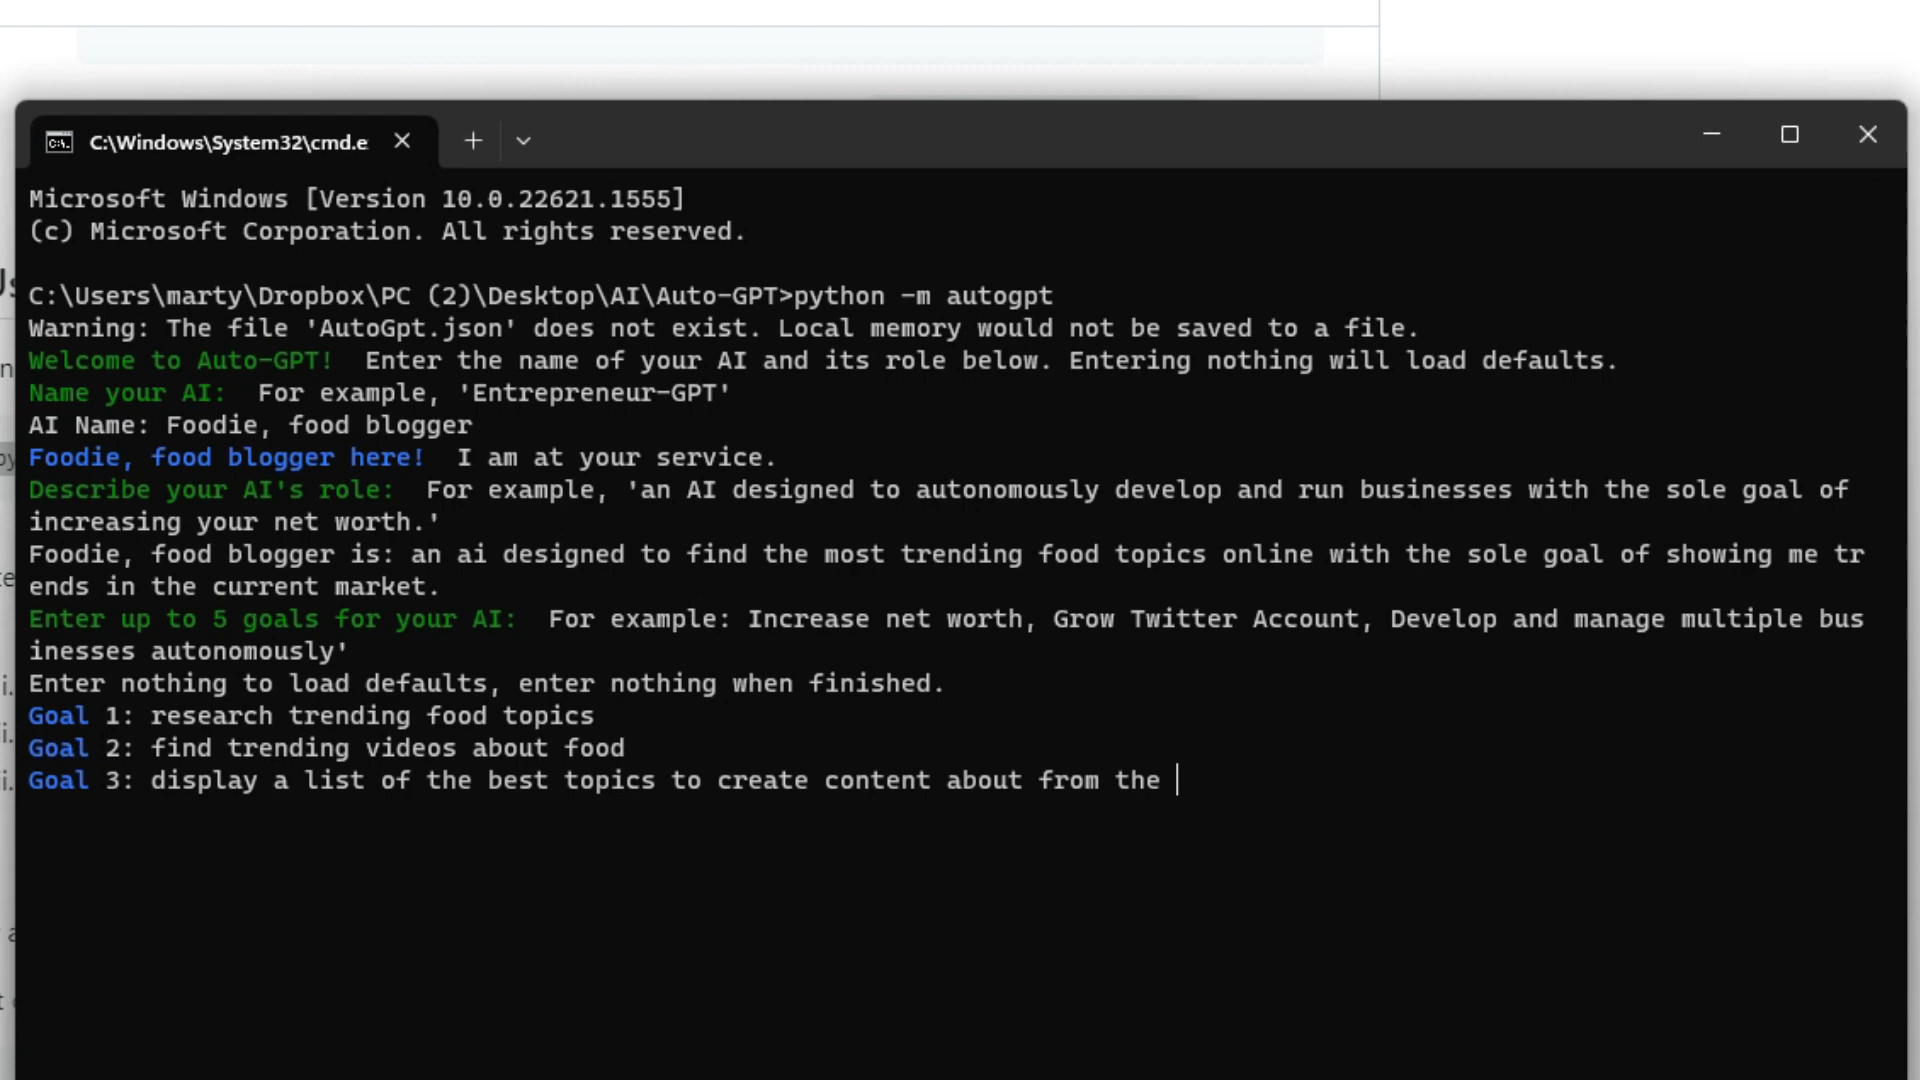 C:\Windows\System32\cmd.e
Microsoft Windows [Version 10.0.22621.1555]
(c) Microsoft Corporation. All rights reserved.
C:\Users\marty\Dropbox\PC (2)\Desktop\AI\Auto-GPT>python -m autogpt
Warning: The file 'AutoGpt.json' does not exist. Local memory would not be saved to a file.
Welcome to Auto-GPT!  Enter the name of your AI and its role below. Entering nothing will load defaults.
Name your AI:  For example, 'Entrepreneur-GPT'
AI Name: Foodie, food blogger
Foodie, food blogger here!  I am at your service.
Describe your AI's role:  For example, 'an AI designed to autonomously develop and run businesses with the sole goal of
increasing your net worth.'
Foodie, food blogger is: an ai designed to find the most trending food topics online with the sole goal of showing me tr
ends in the current market.
Enter up to 5 goals for your AI:  For example: Increase net worth, Grow Twitter Account, Develop and manage multiple bus
inesses autonomously'
Enter nothing to load defaults, enter nothing when finished.
Goal 1: research trending food topics
Goal 2: find trending videos about food
Goal 3: display a list of the best topics to create content about from the